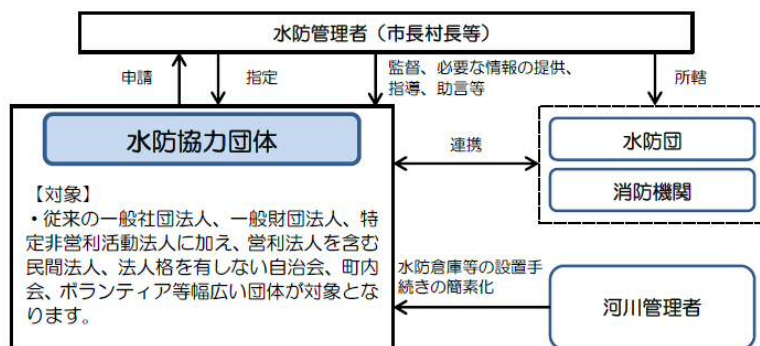 水防管理者（市長村長等）
申請
指定
監督、必要な情報の提供、
指導、助言等
所轄
水防協力団体
【対象】
・従来の一般社団法人、一般財団法人、特
定非営利活動法人に加え、営利法人を含む
民間法人、法人格を有しない自治会、町内
会、ボランティア等幅広い団体が対象とな
ります。
連携
水防団
消防機関
水防倉庫等の設置手
続きの簡素化
河川管理者